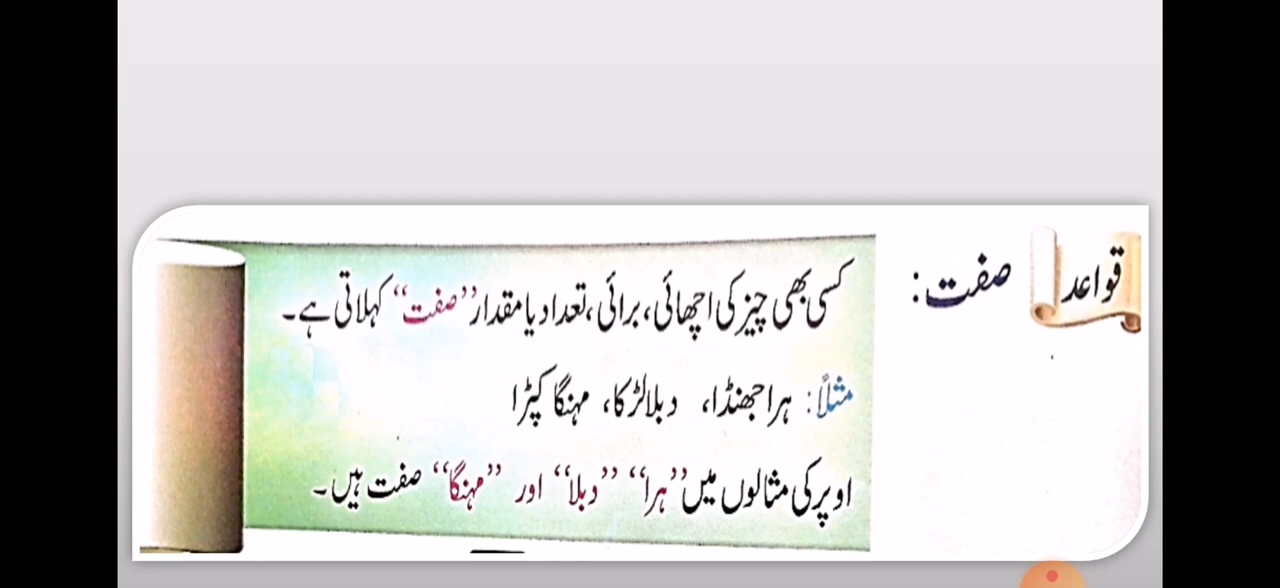 قواعد
صفت:
کسی بھی چیز کی اچھائی، برائی، تعداد یا مقدار ”صفت“ کہلاتی ہے۔
مثلاً: ہرا جھنڈا، دبلا لڑکا، مہنگا کپڑا
اوپر کی مثالوں میں ”ہرا“ ”دبلا“ اور ”مہنگا“ صفت ہیں۔